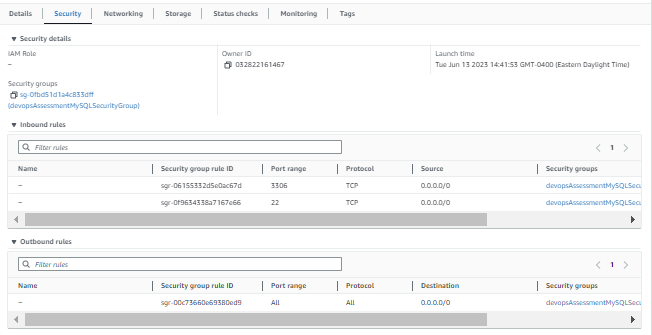 Details Security Networking Storage Status checks Monitoring Tags
▼ Security details
IAM Role Owner ID Launch time
– 032822161467 Tue Jun 13 2023 14:41:53 GMT-0400 (Eastern Daylight Time)
Security groups
sg-0fbd51d1a4c833dff
(devopsAssessmentMySQLSecurityGroup)
▼ Inbound rules
Filter rules 1
Name Security group rule ID Port range Protocol Source Security groups
– sgr-06155332d5e0ac67d 3306 TCP 0.0.0.0/0 devopsAssessmentMySQLSecu
– sgr-0f9634338a7167e66 22 TCP 0.0.0.0/0 devopsAssessmentMySQLSecu
▼ Outbound rules
Filter rules 1
Name Security group rule ID Port range Protocol Destination Security groups
– sgr-00c73660e69380ed9 All All 0.0.0.0/0 devopsAssessmentMySQLSecu